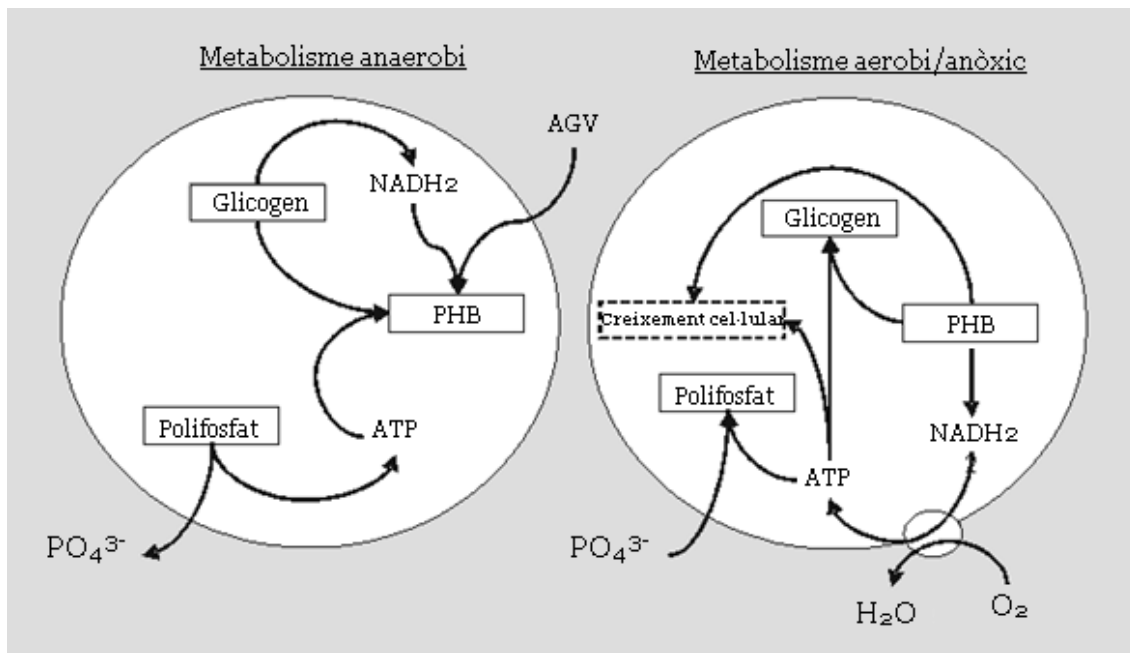 Metabolisme anaerobi
AGV
NADH2
Glicogen
PHB
Polifosfat
ATP
PO₄³⁻
Metabolisme aerobi/anòxic
Glicogen
Creixement cel·lular
PHB
Polifosfat
NADH2
ATP
PO₄³⁻
H₂O
O₂